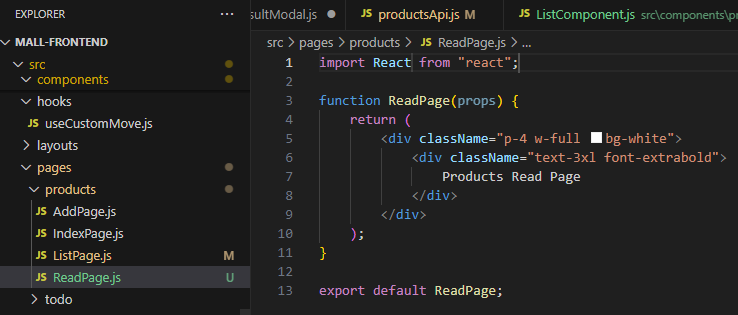 EXPLORER ...
MALL-FRONTEND
src
components
hooks
JS useCustomMove.js
layouts
pages
products
JS AddPage.js
JS IndexPage.js
JS ListPage.js M
JS ReadPage.js U
todo
sultModal.js JS productsApi.js M JS ListComponent.js src\components\pr
src > pages > products > JS ReadPage.js > ...
1 import React from "react";
2
3 function ReadPage(props) {
4 return (
5 <div className="p-4 w-full bg-white">
6 <div className="text-3xl font-extrabold">
7 Products Read Page
8 </div>
9 </div>
10 );
11 }
12
13 export default ReadPage;